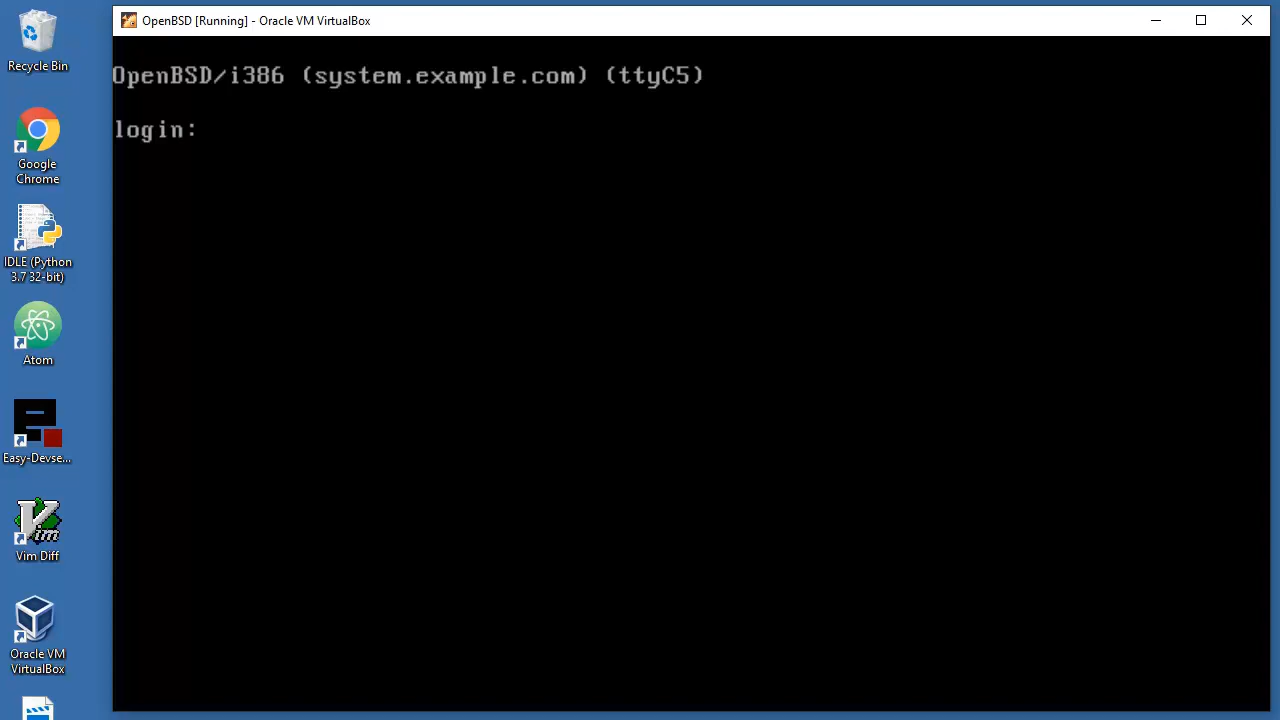 OpenBSD [Running] - Oracle VM VirtualBox
OpenBSD/i386 (system.example.com) (ttyC5)
login:
Recycle Bin
Google
Chrome
IDLE (Python
3.7 32-bit)
Atom
Easy-Devse...
Vim Diff
Oracle VM
VirtualBox